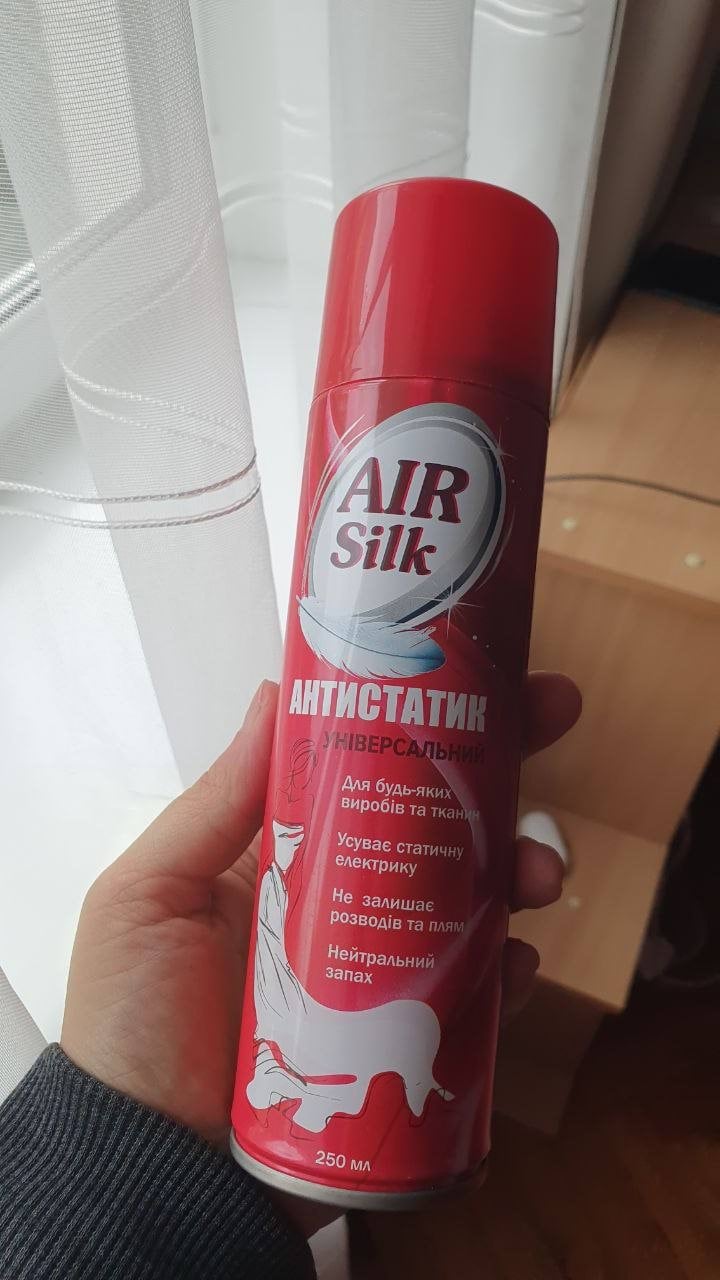 AIR
Silk
АНТИСТАТИК
УНІВЕРСАЛЬНИЙ
Для будь-яких
виробів та тканин
Усуває статичну
електрику
Не залишає
розводів та плям
Нейтральний
запах
250 мл